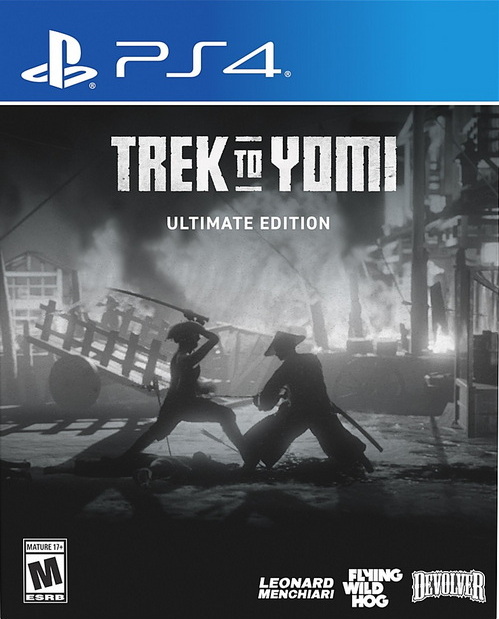 PS4
TREK TO YOMI
ULTIMATE EDITION
MATURE 17+
M
ESRB
LEONARD
MENCHIARI
FLYING
WILD
HOG
DEVOLVER